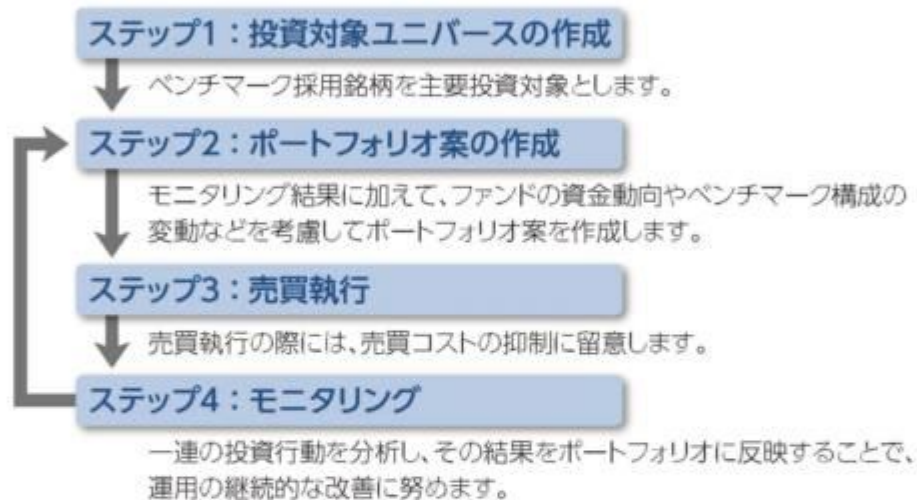 ステップ1：投資対象ユニバースの作成
ベンチマーク採用銘柄を主要投資対象とします。
ステップ2：ポートフォリオ案の作成
モニタリング結果に加えて、ファンドの資金動向やベンチマーク構成の
変動などを考慮してポートフォリオ案を作成します。
ステップ3：売買執行
売買執行の際には、売買コストの抑制に留意します。
ステップ4：モニタリング
一連の投資行動を分析し、その結果をポートフォリオに反映することで、
運用の継続的な改善に努めます。